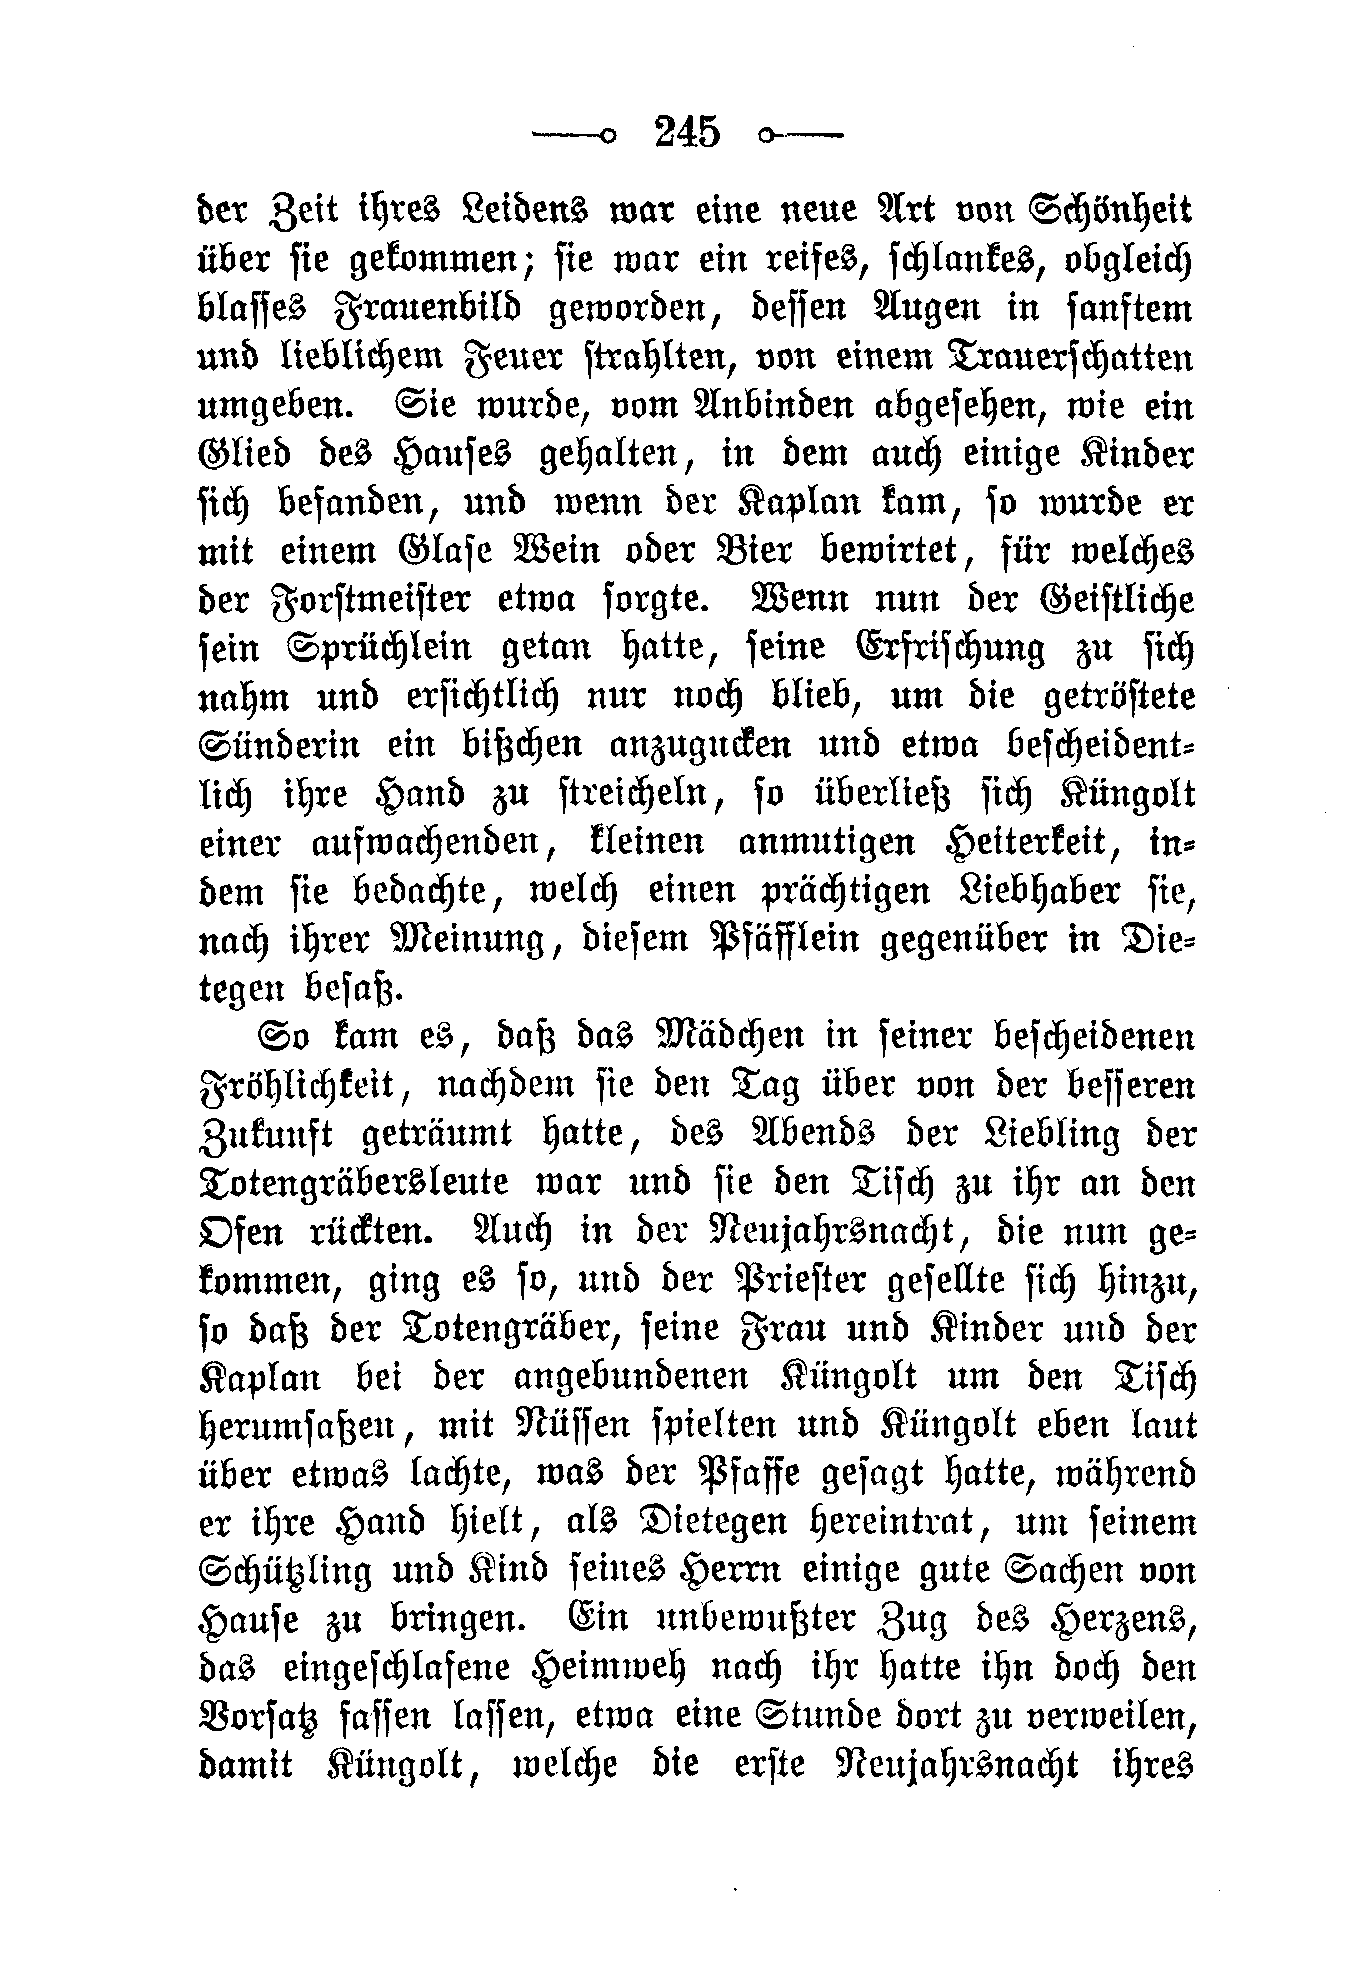 245
der Zeit ihres Leidens war eine neue Art von Schönheit
über sie gekommen; sie war ein reifes, schlankes, obgleich
blasses Frauenbild geworden, dessen Augen in sanftem
und lieblichem Feuer strahlten, von einem Trauerschatten
umgeben. Sie wurde, vom Anbinden abgesehen, wie ein
Glied des Hauses gehalten, in dem auch einige Kinder
sich befanden, und wenn der Kaplan kam, so wurde er
mit einem Glase Wein oder Bier bewirtet, für welches
der Forstmeister etwa sorgte. Wenn nun der Geistliche
sein Sprüchlein getan hatte, seine Erfrischung zu sich
nahm und ersichtlich nur noch blieb, um die getröstete
Sünderin ein bißchen anzugucken und etwa bescheident-
lich ihre Hand zu streicheln, so überließ sich Küngolt
einer aufwachenden, kleinen anmutigen Heiterkeit, in-
dem sie bedachte, welch einen prächtigen Liebhaber sie,
nach ihrer Meinung, diesem Pfäfflein gegenüber in Die-
tegen besaß.
So kam es, daß das Mädchen in seiner bescheidenen
Fröhlichkeit, nachdem sie den Tag über von der besseren
Zukunft geträumt hatte, des Abends der Liebling der
Totengräbersleute war und sie den Tisch zu ihr an den
Ofen rückten. Auch in der Neujahrsnacht, die nun ge-
kommen, ging es so, und der Priester gesellte sich hinzu,
so daß der Totengräber, seine Frau und Kinder und der
Kaplan bei der angebundenen Küngolt um den Tisch
herumsaßen, mit Nüssen spielten und Küngolt eben laut
über etwas lachte, was der Pfaffe gesagt hatte, während
er ihre Hand hielt, als Dietegen hereintrat, um seinem
Schützling und Kind seines Herrn einige gute Sachen von
Hause zu bringen. Ein unbewußter Zug des Herzens,
das eingeschlafene Heimweh nach ihr hatte ihn doch den
Vorsatz fassen lassen, etwa eine Stunde dort zu verweilen,
damit Küngolt, welche die erste Neujahrsnacht ihres